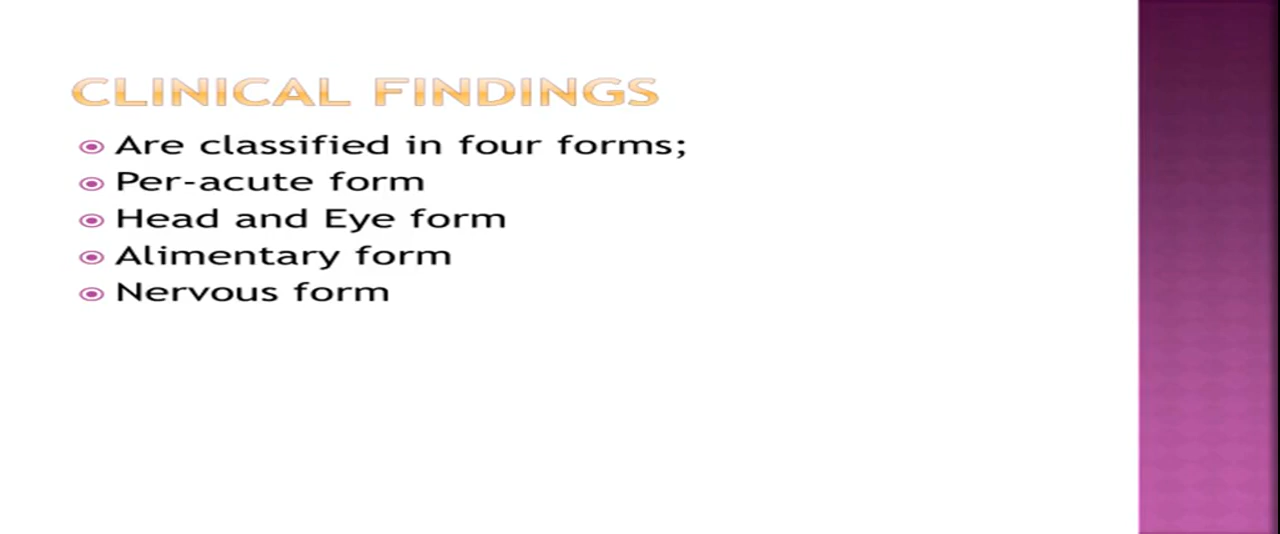 CLINICAL FINDINGS
Are classified in four forms;
Per-acute form
Head and Eye form
Alimentary form
Nervous form